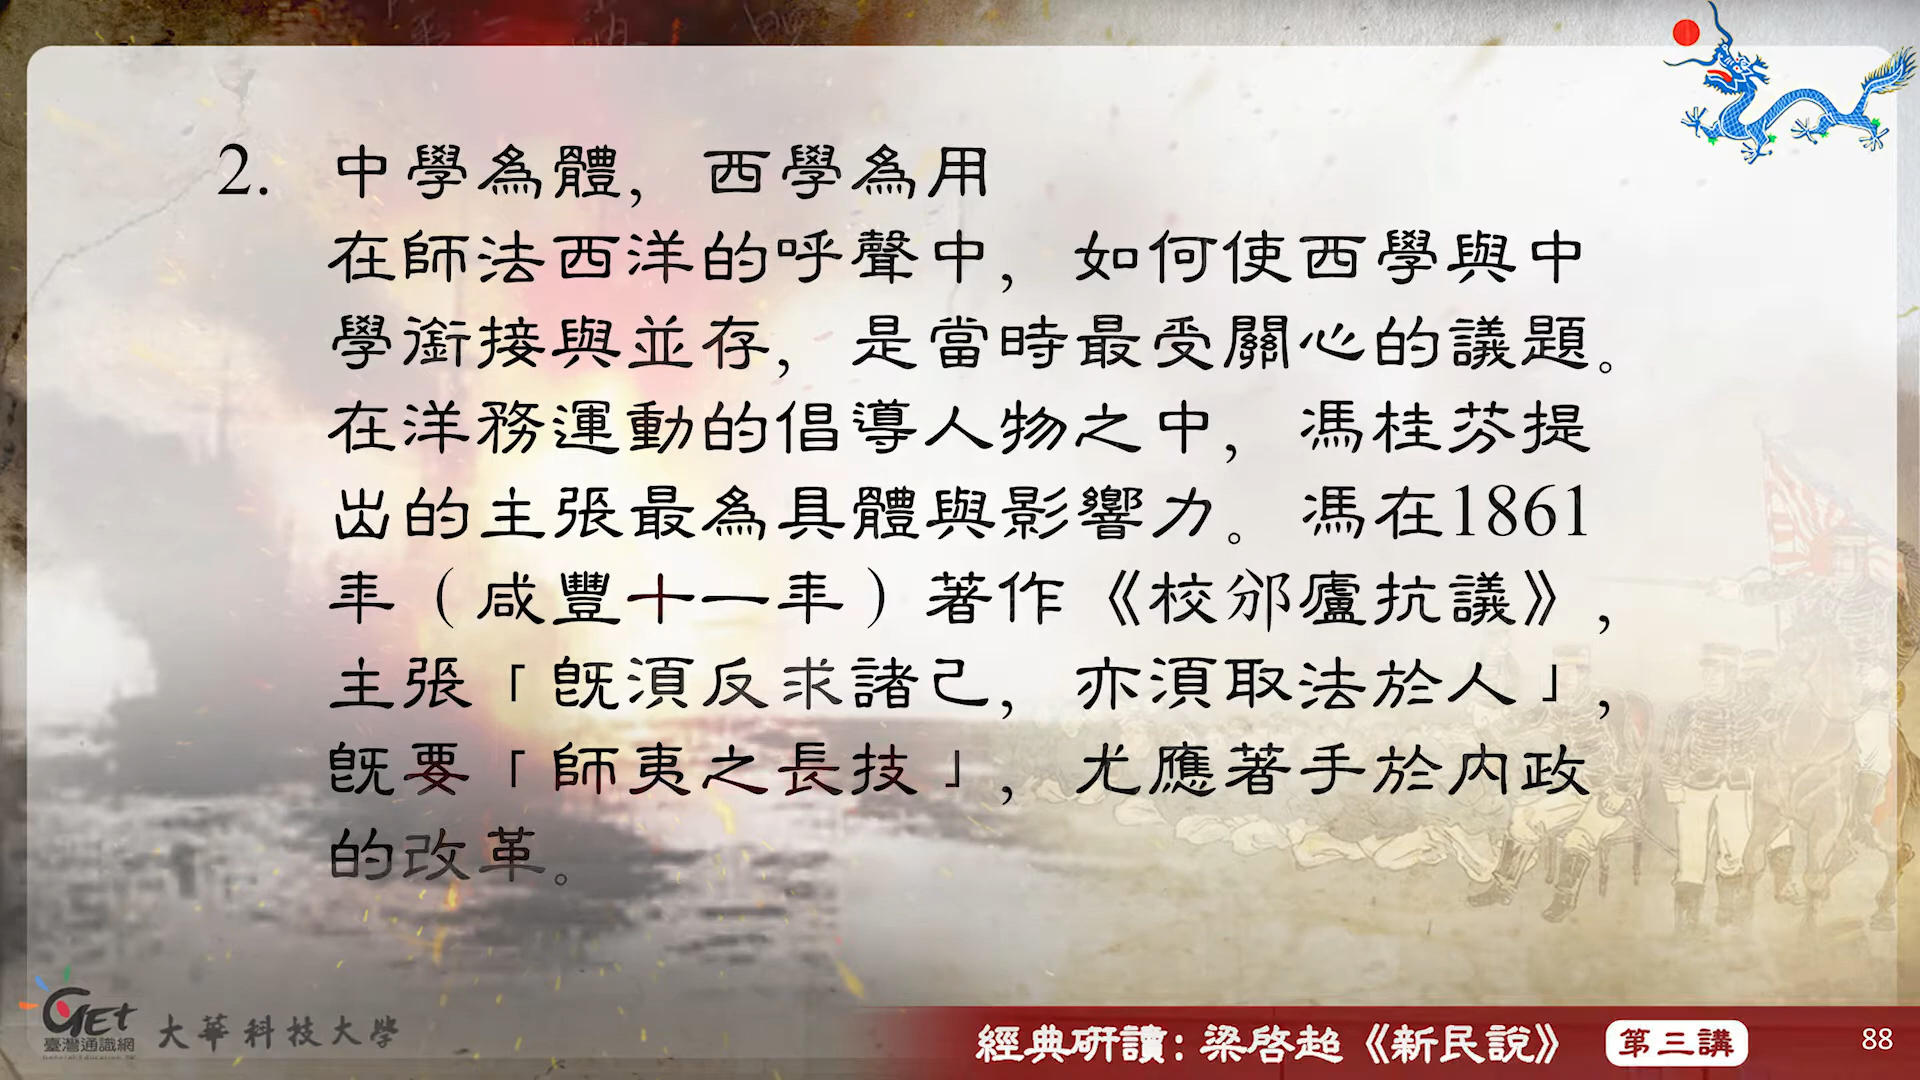 2. 中學為體，西學為用
在師法西洋的呼聲中，如何使西學與中
學銜接與並存，是當時最受關心的議題。
在洋務運動的倡導人物之中，馮桂芬提
出的主張最為具體與影響力。馮在1861
年（咸豐十一年）著作《校邠廬抗議》，
主張「既須反求諸己，亦須取法於人」，
既要「師夷之長技」，尤應著手於內政
的改革。
GET
臺灣通識網
大華科技大學
經典研讀：梁啓超《新民說》 第三講 88